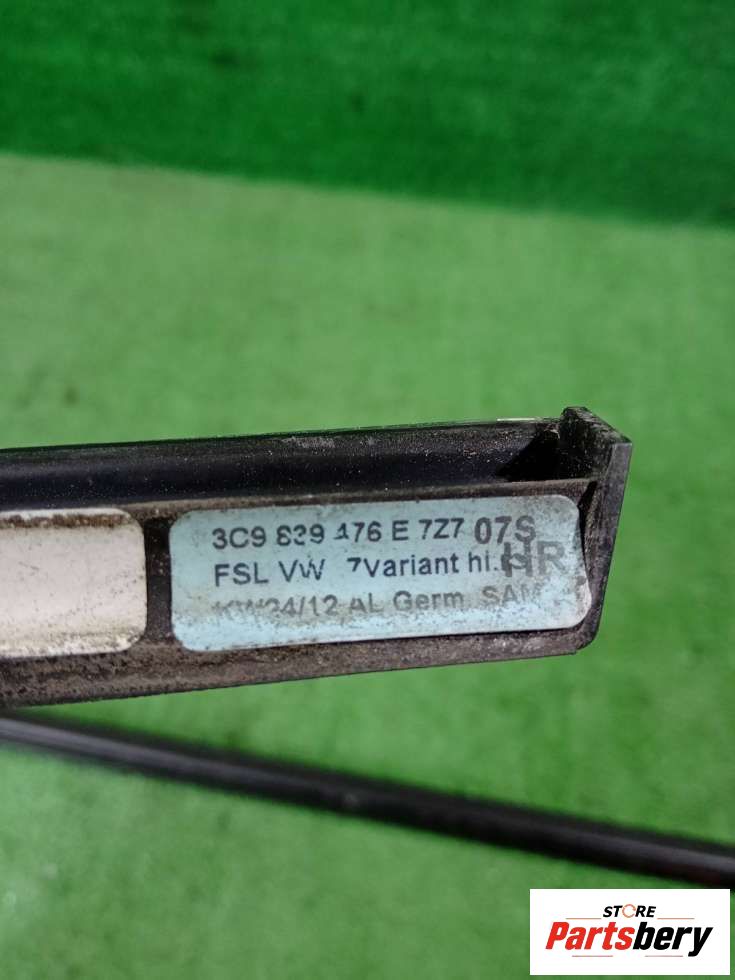 3C9 839 476 E 7Z7 07S
FSL VW 7Variant hi.
HR
KW24/12 AL Germ. SAM
STORE
Partsbery